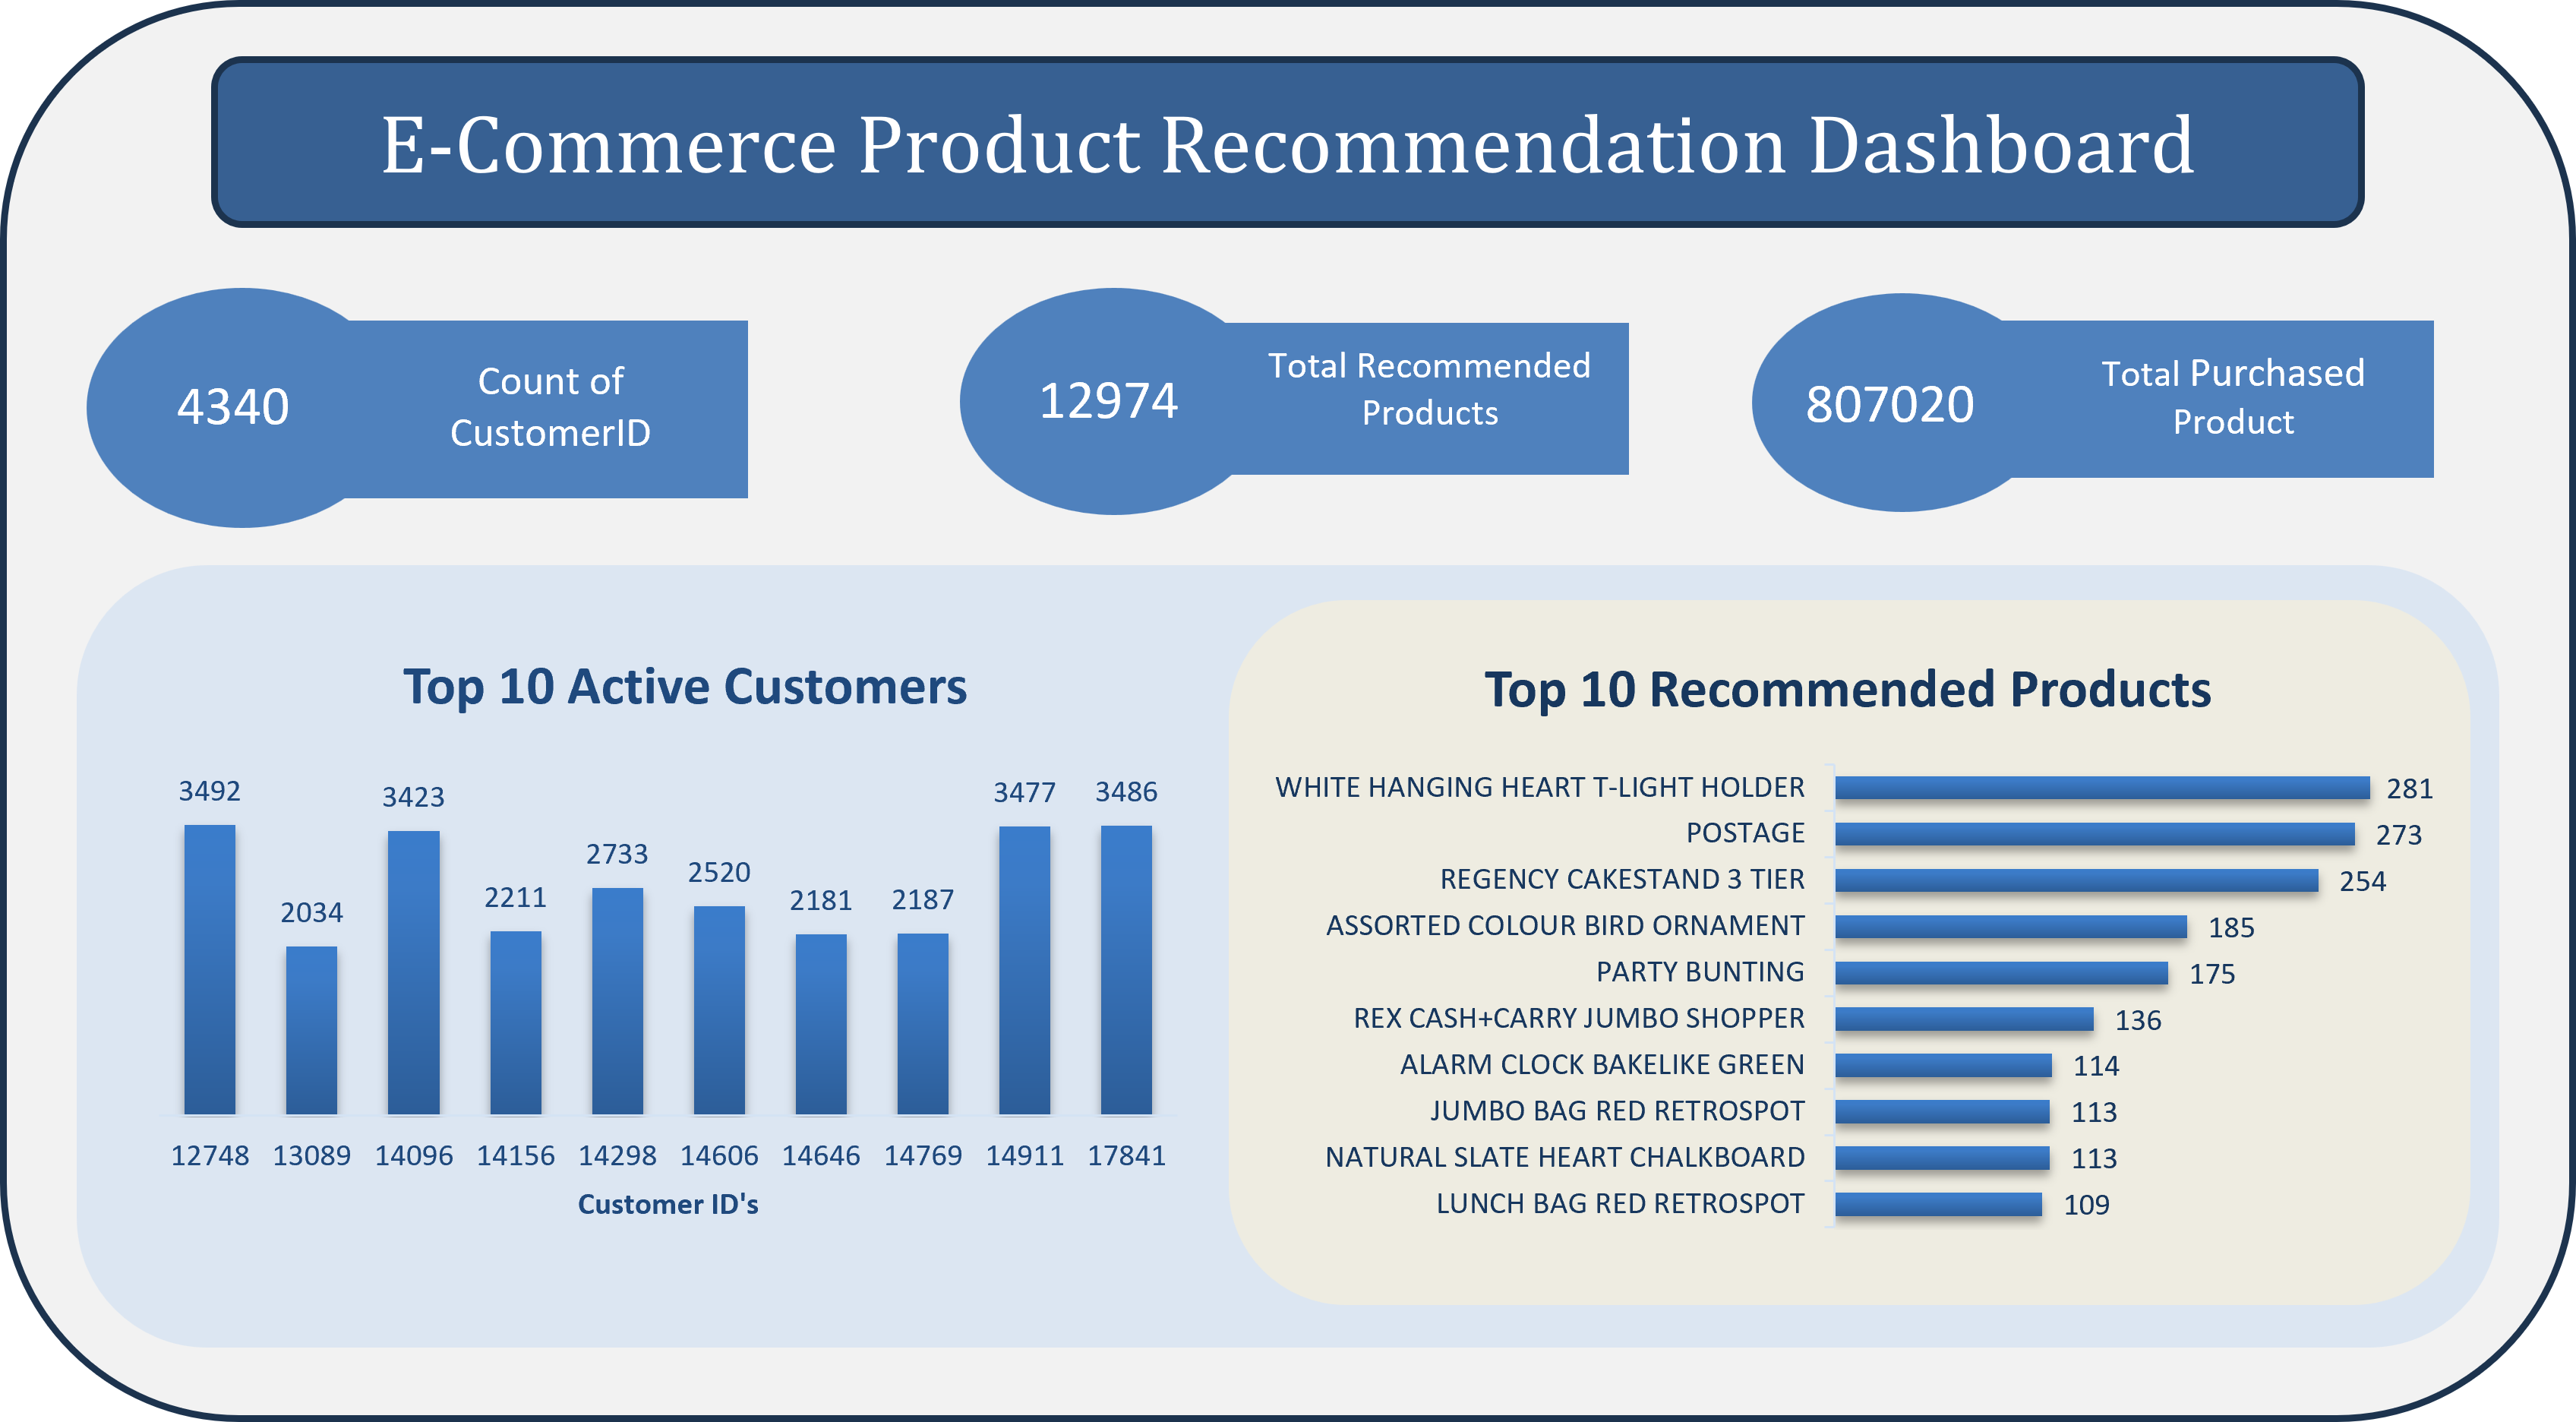 E-Commerce Product Recommendation Dashboard
4340
Count of
CustomerID
12974
Total Recommended
Products
807020
Total Purchased
Product
Top 10 Active Customers
3492
2034
3423
2211
2733
2520
2181
2187
3477
3486
12748 13089 14096 14156 14298 14606 14646 14769 14911 17841
Customer ID's
Top 10 Recommended Products
WHITE HANGING HEART T-LIGHT HOLDER 281
POSTAGE 273
REGENCY CAKESTAND 3 TIER 254
ASSORTED COLOUR BIRD ORNAMENT 185
PARTY BUNTING 175
REX CASH+CARRY JUMBO SHOPPER 136
ALARM CLOCK BAKELIKE GREEN 114
JUMBO BAG RED RETROSPOT 113
NATURAL SLATE HEART CHALKBOARD 113
LUNCH BAG RED RETROSPOT 109